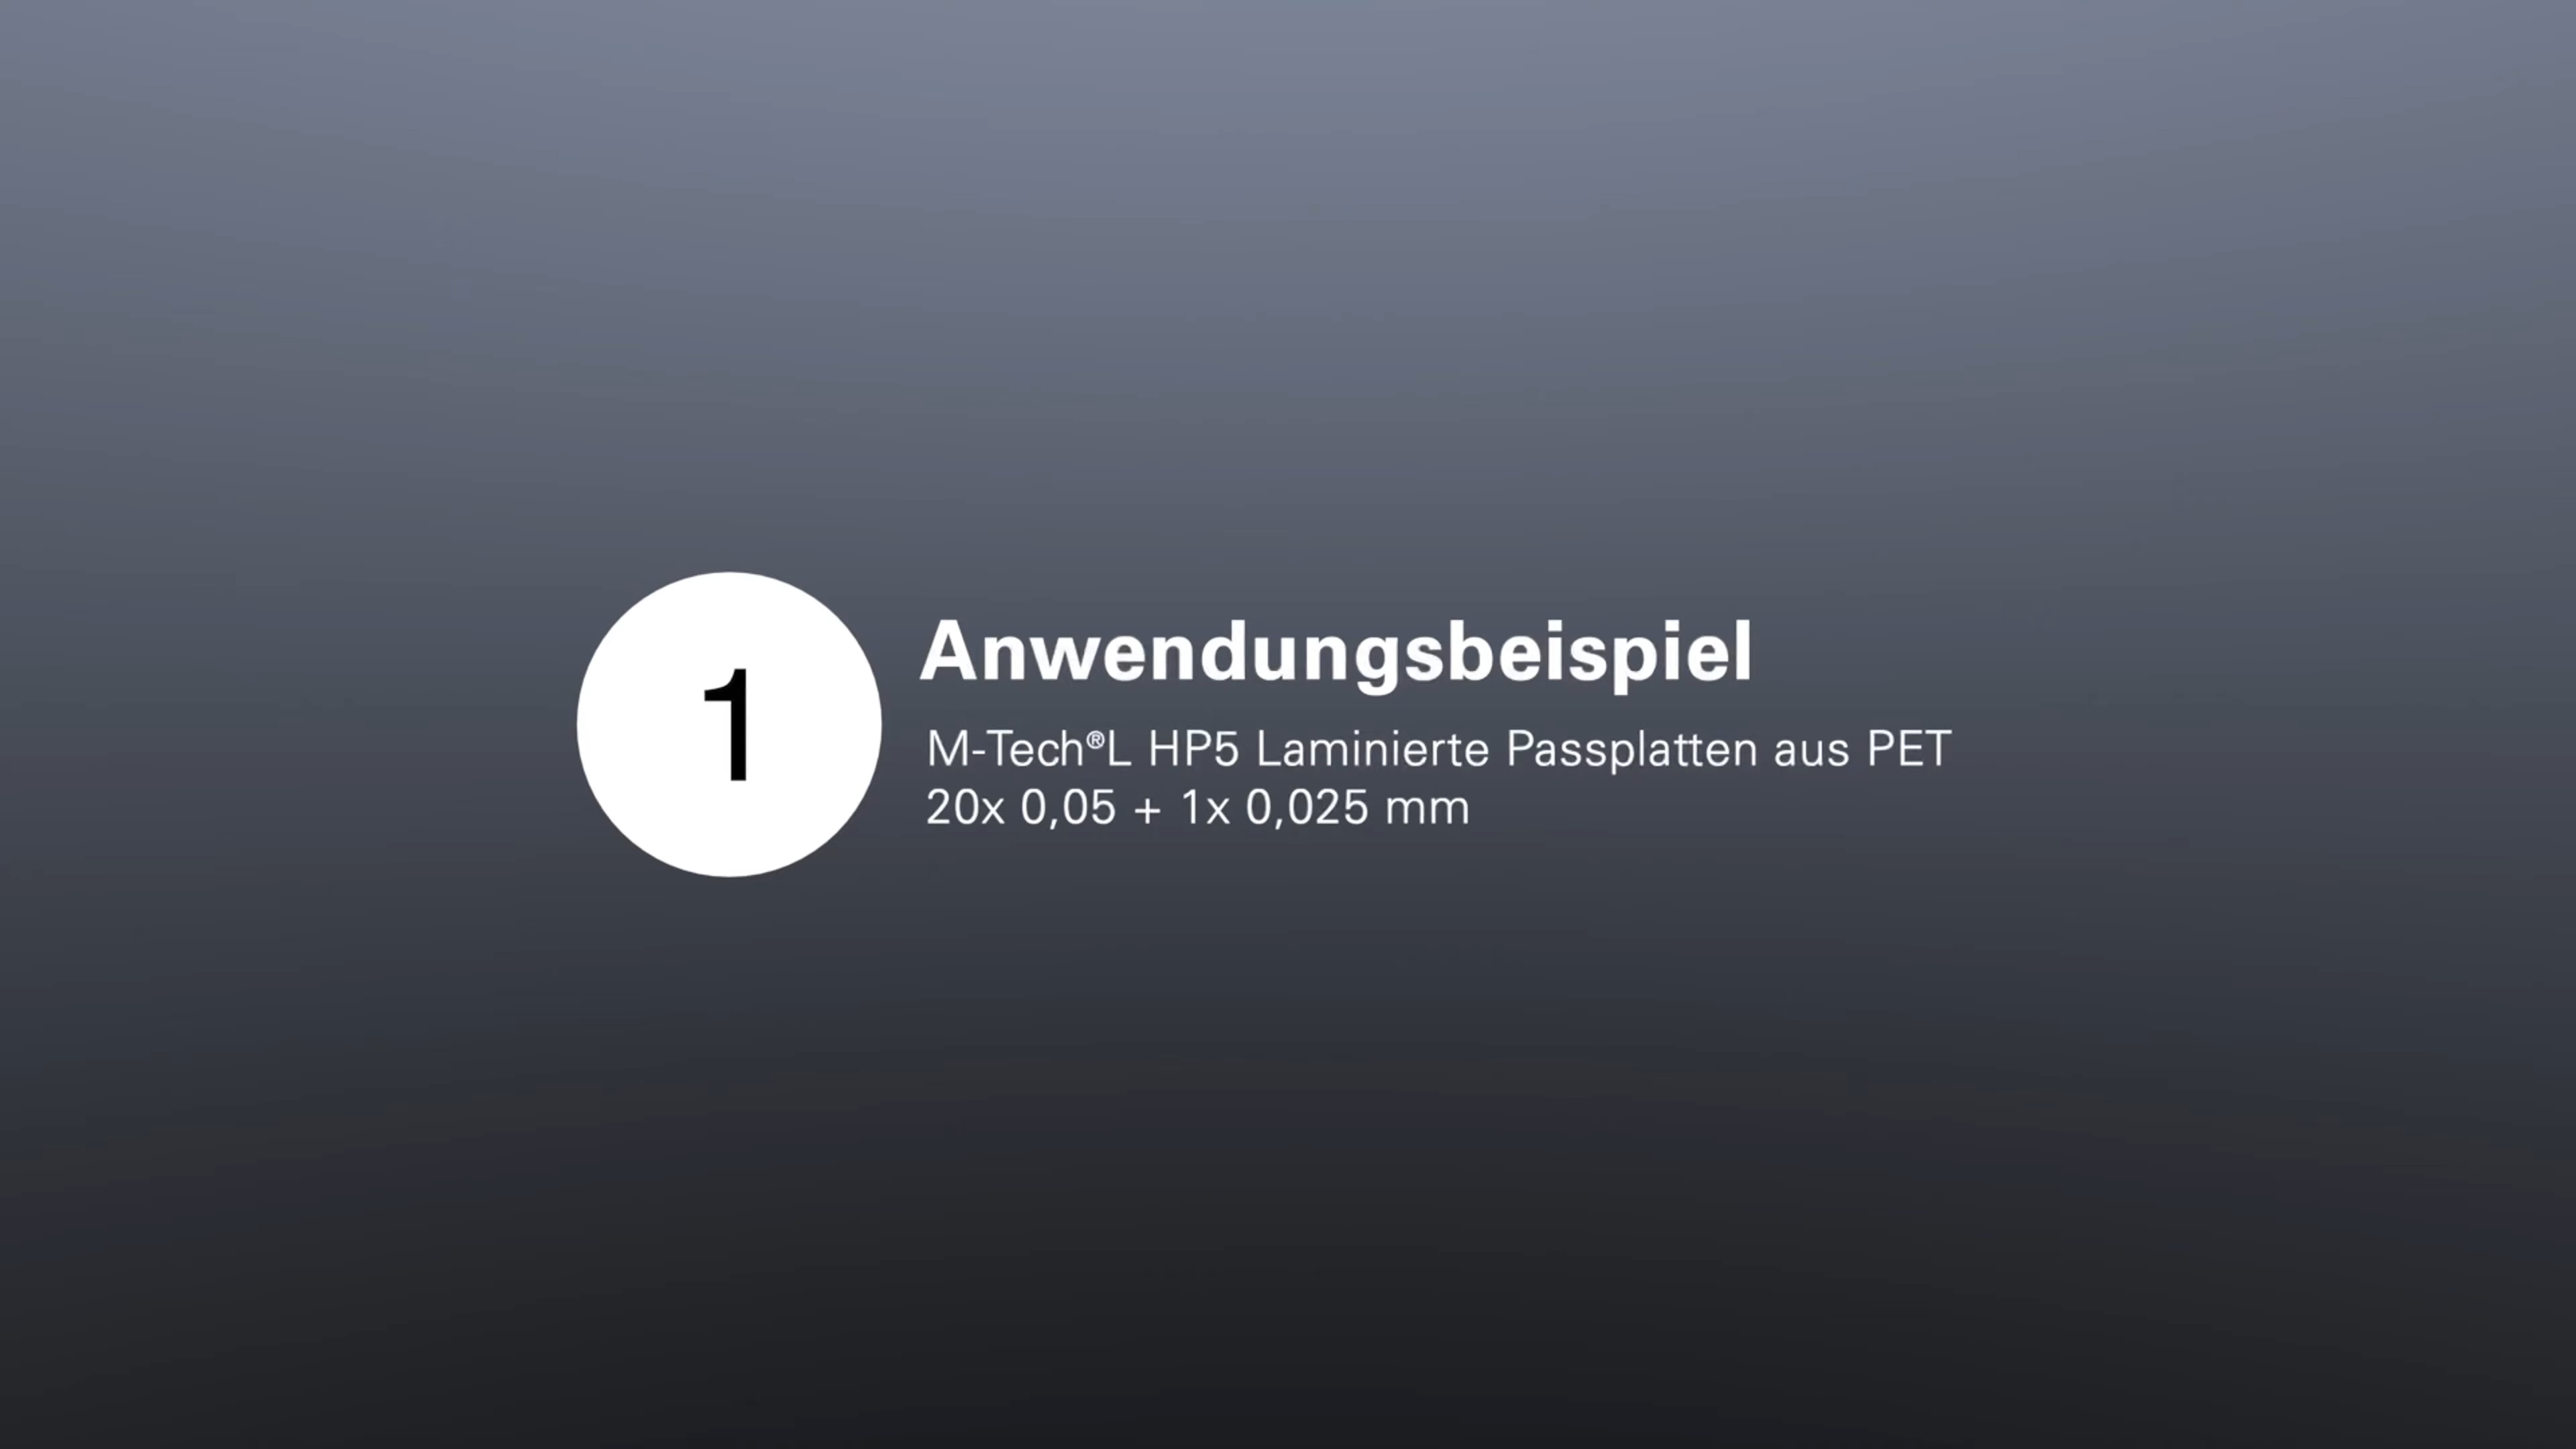 1
Anwendungsbeispiel
M-Tech®L HP5 Laminierte Passplatten aus PET
20x 0,05 + 1x 0,025 mm